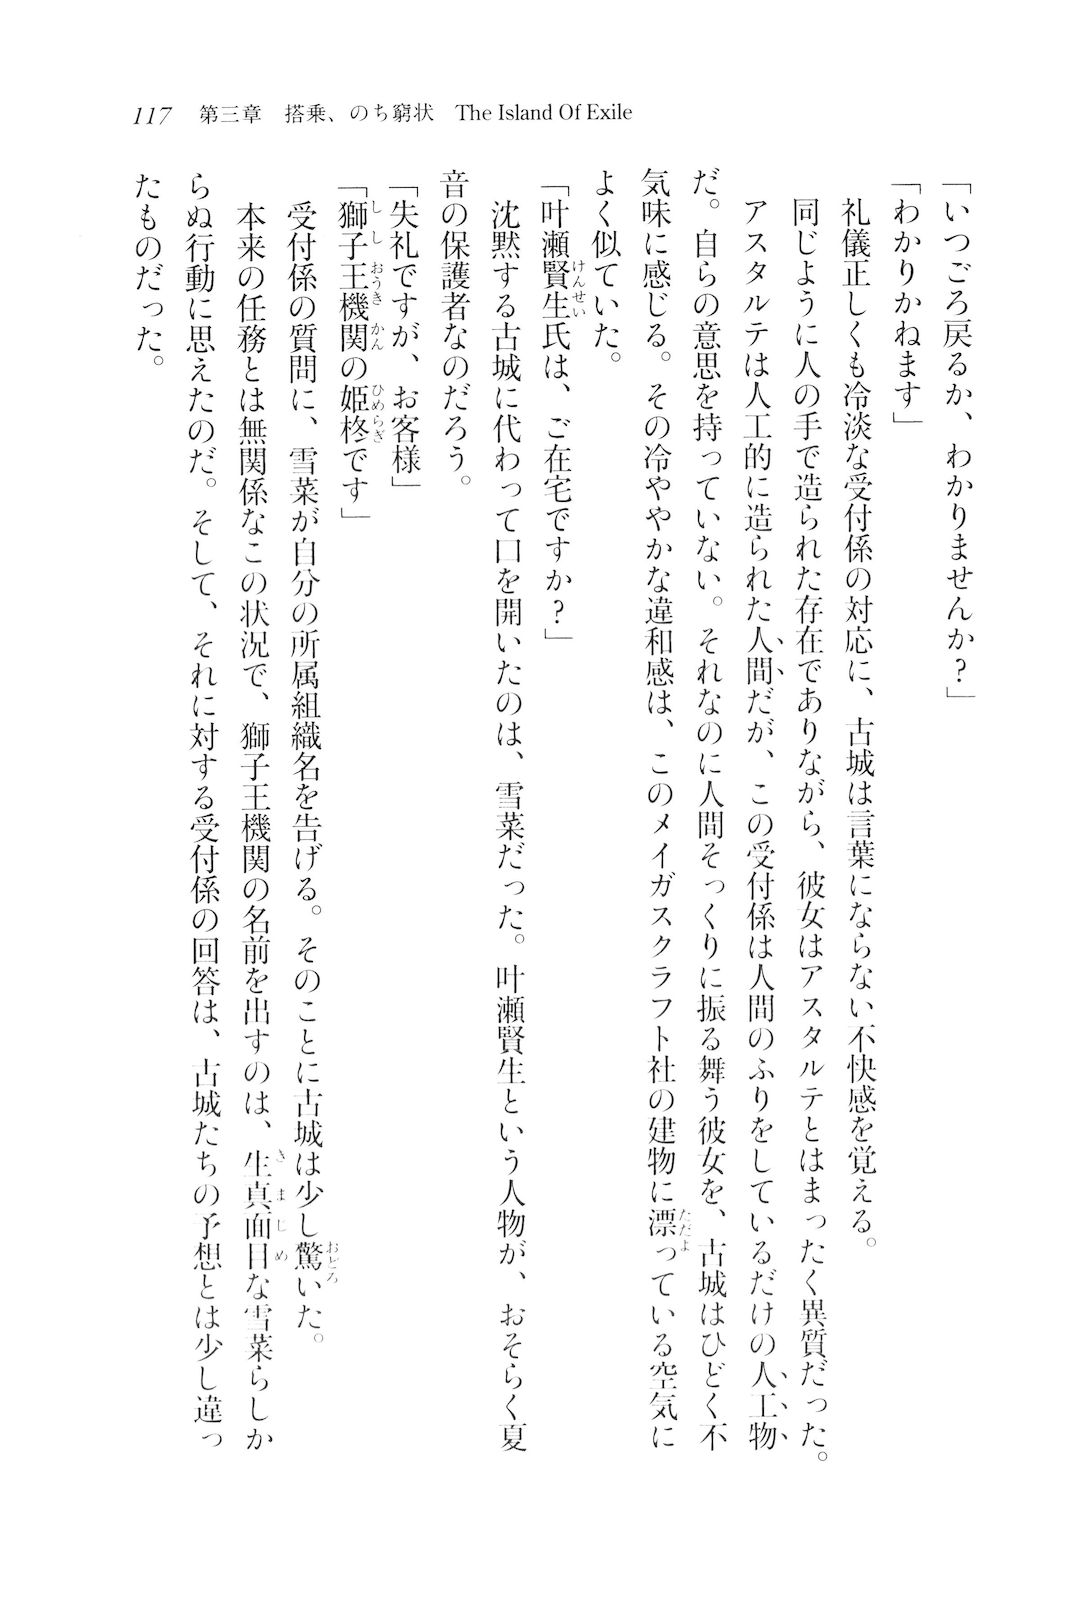 117　第三章　搭乗、のち窮状　The Island Of Exile
「いつごろ戻るか、わかりませんか？」
「わかりかねます」
　礼儀正しくも冷淡な受付係の対応に、古城は言葉にならない不快感を覚える。
　同じように人の手で造られた存在でありながら、彼女はアスタルテとはまったく異質だった。
　アスタルテは人工的に造られた人間だが、この受付係は人間のふりをしているだけの人工物
だ。自らの意思を持っていない。それなのに人間そっくりに振る舞う彼女を、古城はひどく不
気味に感じる。その冷ややかな違和感は、このメイガスクラフト社の建物に漂っている空気に
よく似ていた。
「叶瀬賢生氏は、ご在宅ですか？」
　沈黙する古城に代わって口を開いたのは、雪菜だった。叶瀬賢生という人物が、おそらく夏
音の保護者なのだろう。
「失礼ですが、お客様」
「獅子王機関の姫柊です」
　受付係の質問に、雪菜が自分の所属組織名を告げる。そのことに古城は少し驚いた。
　本来の任務とは無関係なこの状況で、獅子王機関の名前を出すのは、生真面目な雪菜らしか
らぬ行動に思えたのだ。そして、それに対する受付係の回答は、古城たちの予想とは少し違っ
たものだった。